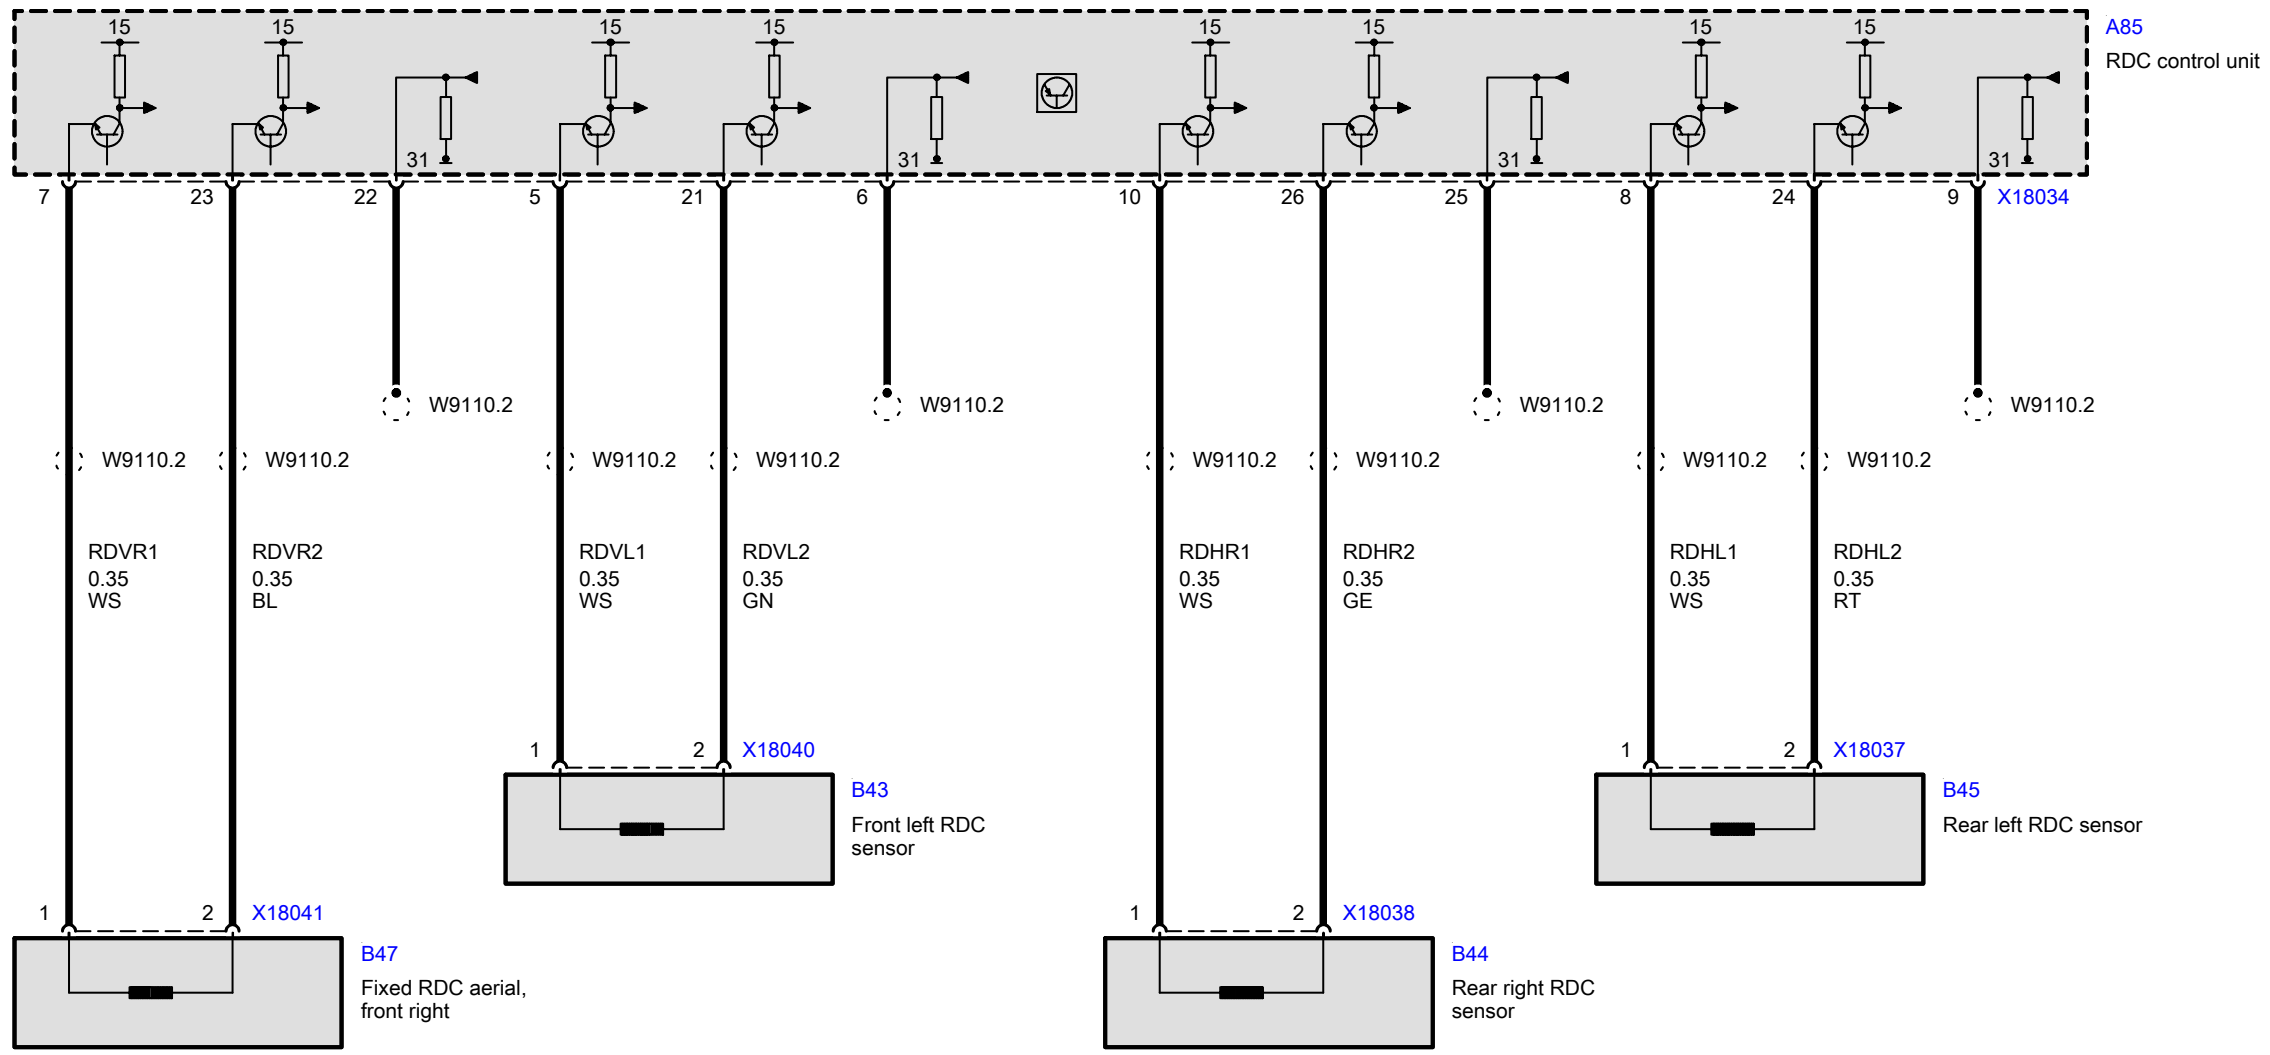 15 15 15 15 15 15 15 15
A85
RDC control unit
31 31 31 31
7 23 22 5 21 6 10 26 25 8 24 9 X18034
W9110.2 W9110.2 W9110.2 W9110.2
W9110.2 W9110.2 W9110.2 W9110.2 W9110.2 W9110.2 W9110.2 W9110.2
RDVR1 RDVR2 RDVL1 RDVL2 RDHR1 RDHR2 RDHL1 RDHL2
0.35 0.35 0.35 0.35 0.35 0.35 0.35 0.35
WS BL WS GN WS GE WS RT
1 2 X18040 1 2 X18037
B43 B45
Front left RDC Rear left RDC sensor
sensor
1 2 X18041 1 2 X18038
B47 B44
Fixed RDC aerial, Rear right RDC
front right sensor